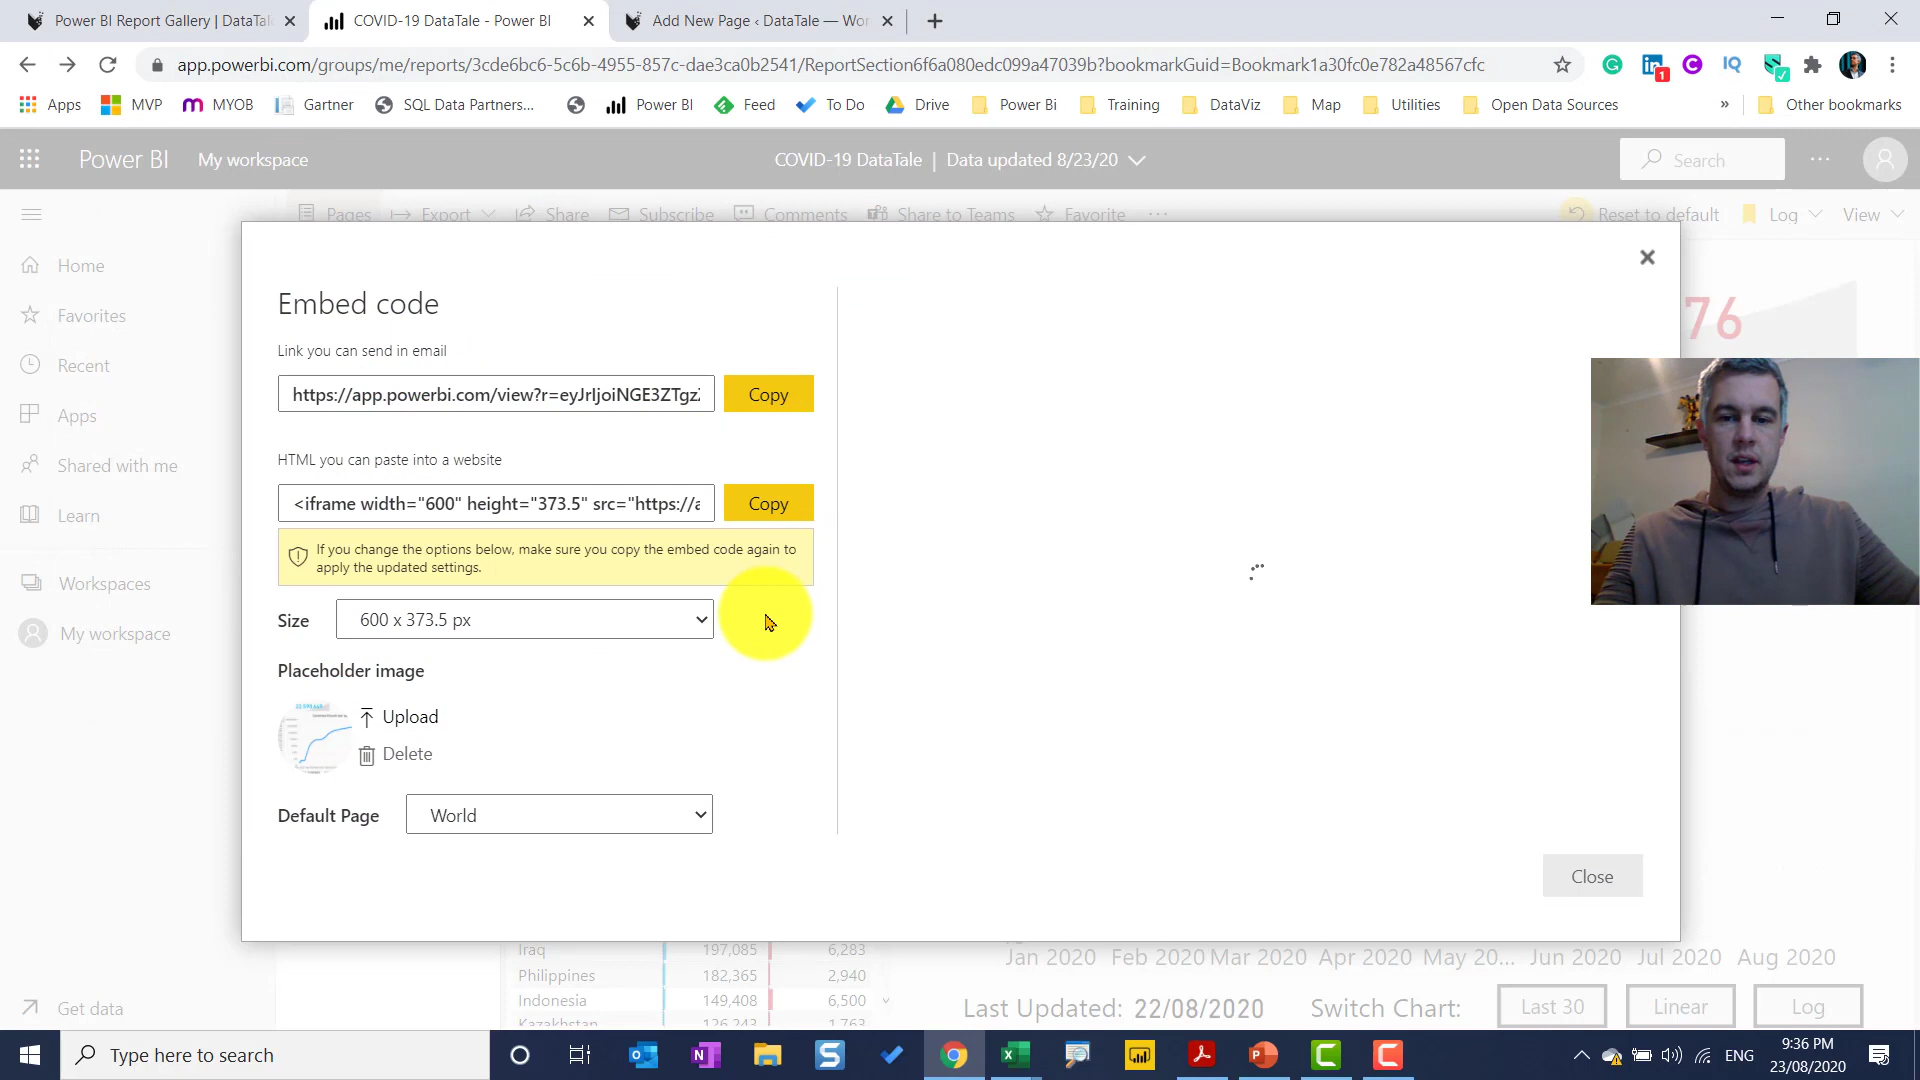 Power BI Report Gallery | DataTale
COVID-19 DataTale - Power BI
Add New Page ‹ DataTale — Wor
app.powerbi.com/groups/me/reports/3cde6bc6-5c6b-4955-857c-dae3ca0b2541/ReportSection6f6a080edc099a47039b?bookmarkGuid=Bookmark1a30fc0e782a48567cfc
Apps MVP MYOB Gartner SQL Data Partners... Power BI Feed To Do Drive Power Bi Training DataViz Map Utilities Open Data Sources » Other bookmarks
Power BI My workspace COVID-19 DataTale | Data updated 8/23/20 Search
Pages Export Share Subscribe Comments Share to Teams Favorite ... Reset to default Log View
Home
Favorites
Recent
Apps
Shared with me
Learn
Workspaces
My workspace
Get data
76
Embed code
Link you can send in email
https://app.powerbi.com/view?r=eyJrIjoiNGE3ZTgz
Copy
HTML you can paste into a website
<iframe width="600" height="373.5" src="https://a
Copy
If you change the options below, make sure you copy the embed code again to
apply the updated settings.
Size 600 x 373.5 px
Placeholder image
Upload
Delete
Default Page World
Close
Iraq 197,085 6,283
Philippines 182,365 2,940
Indonesia 149,408 6,500
Kazakhstan 126,243 1,763
Jan 2020 Feb 2020 Mar 2020 Apr 2020 May 20... Jun 2020 Jul 2020 Aug 2020
Last Updated: 22/08/2020 Switch Chart: Last 30 Linear Log
Type here to search
ENG
9:36 PM
23/08/2020